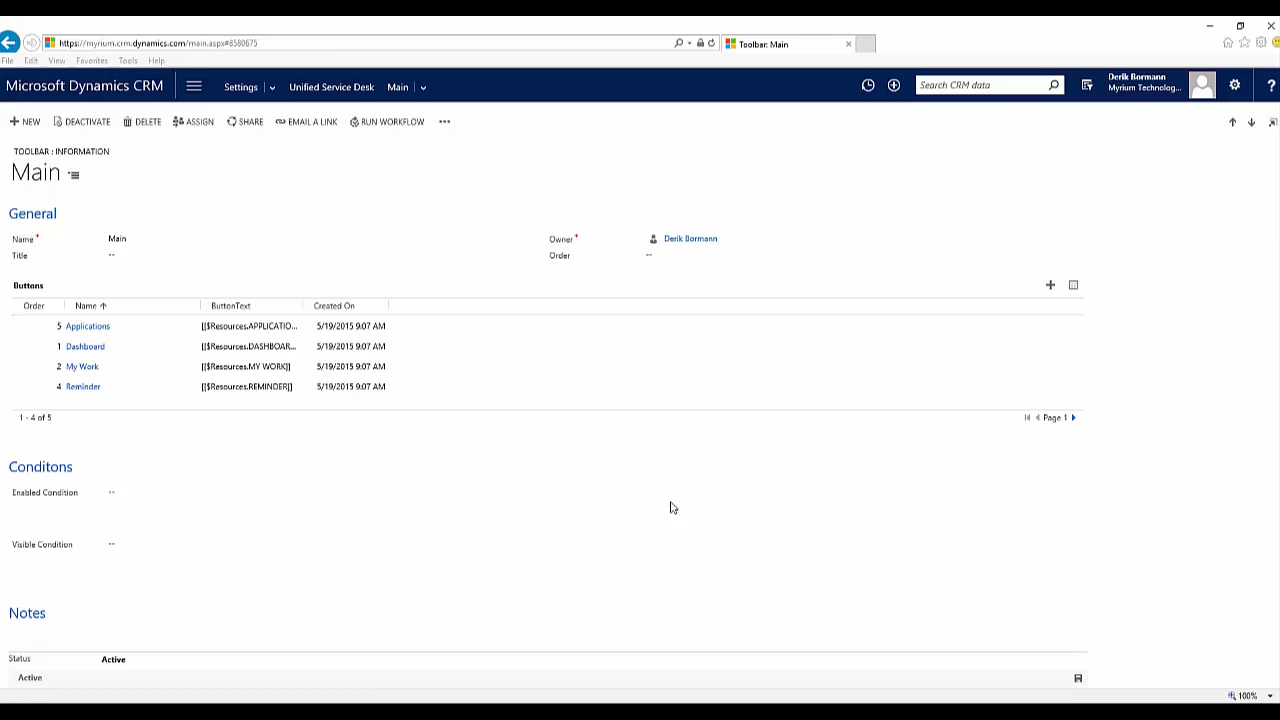 https://myrium.crm.dynamics.com/main.aspx#8580675
Toolbar: Main
File Edit View Favorites Tools Help
Microsoft Dynamics CRM Settings Unified Service Desk Main Search CRM data Derik Bormann
Myrium Technolog...
?
NEW DEACTIVATE DELETE ASSIGN SHARE EMAIL A LINK RUN WORKFLOW
TOOLBAR : INFORMATION
Main
General
Name* Main Owner* Derik Bormann
Title -- Order --
Buttons
Order Name ButtonText Created On
5 Applications [[$Resources.APPLICATIO... 5/19/2015 9:07 AM
1 Dashboard [[$Resources.DASHBOAR... 5/19/2015 9:07 AM
2 My Work [[$Resources.MY WORK]] 5/19/2015 9:07 AM
4 Reminder [[$Resources.REMINDER]] 5/19/2015 9:07 AM
1 - 4 of 5 Page 1
Conditons
Enabled Condition --
Visible Condition --
Notes
Status Active
Active
100%